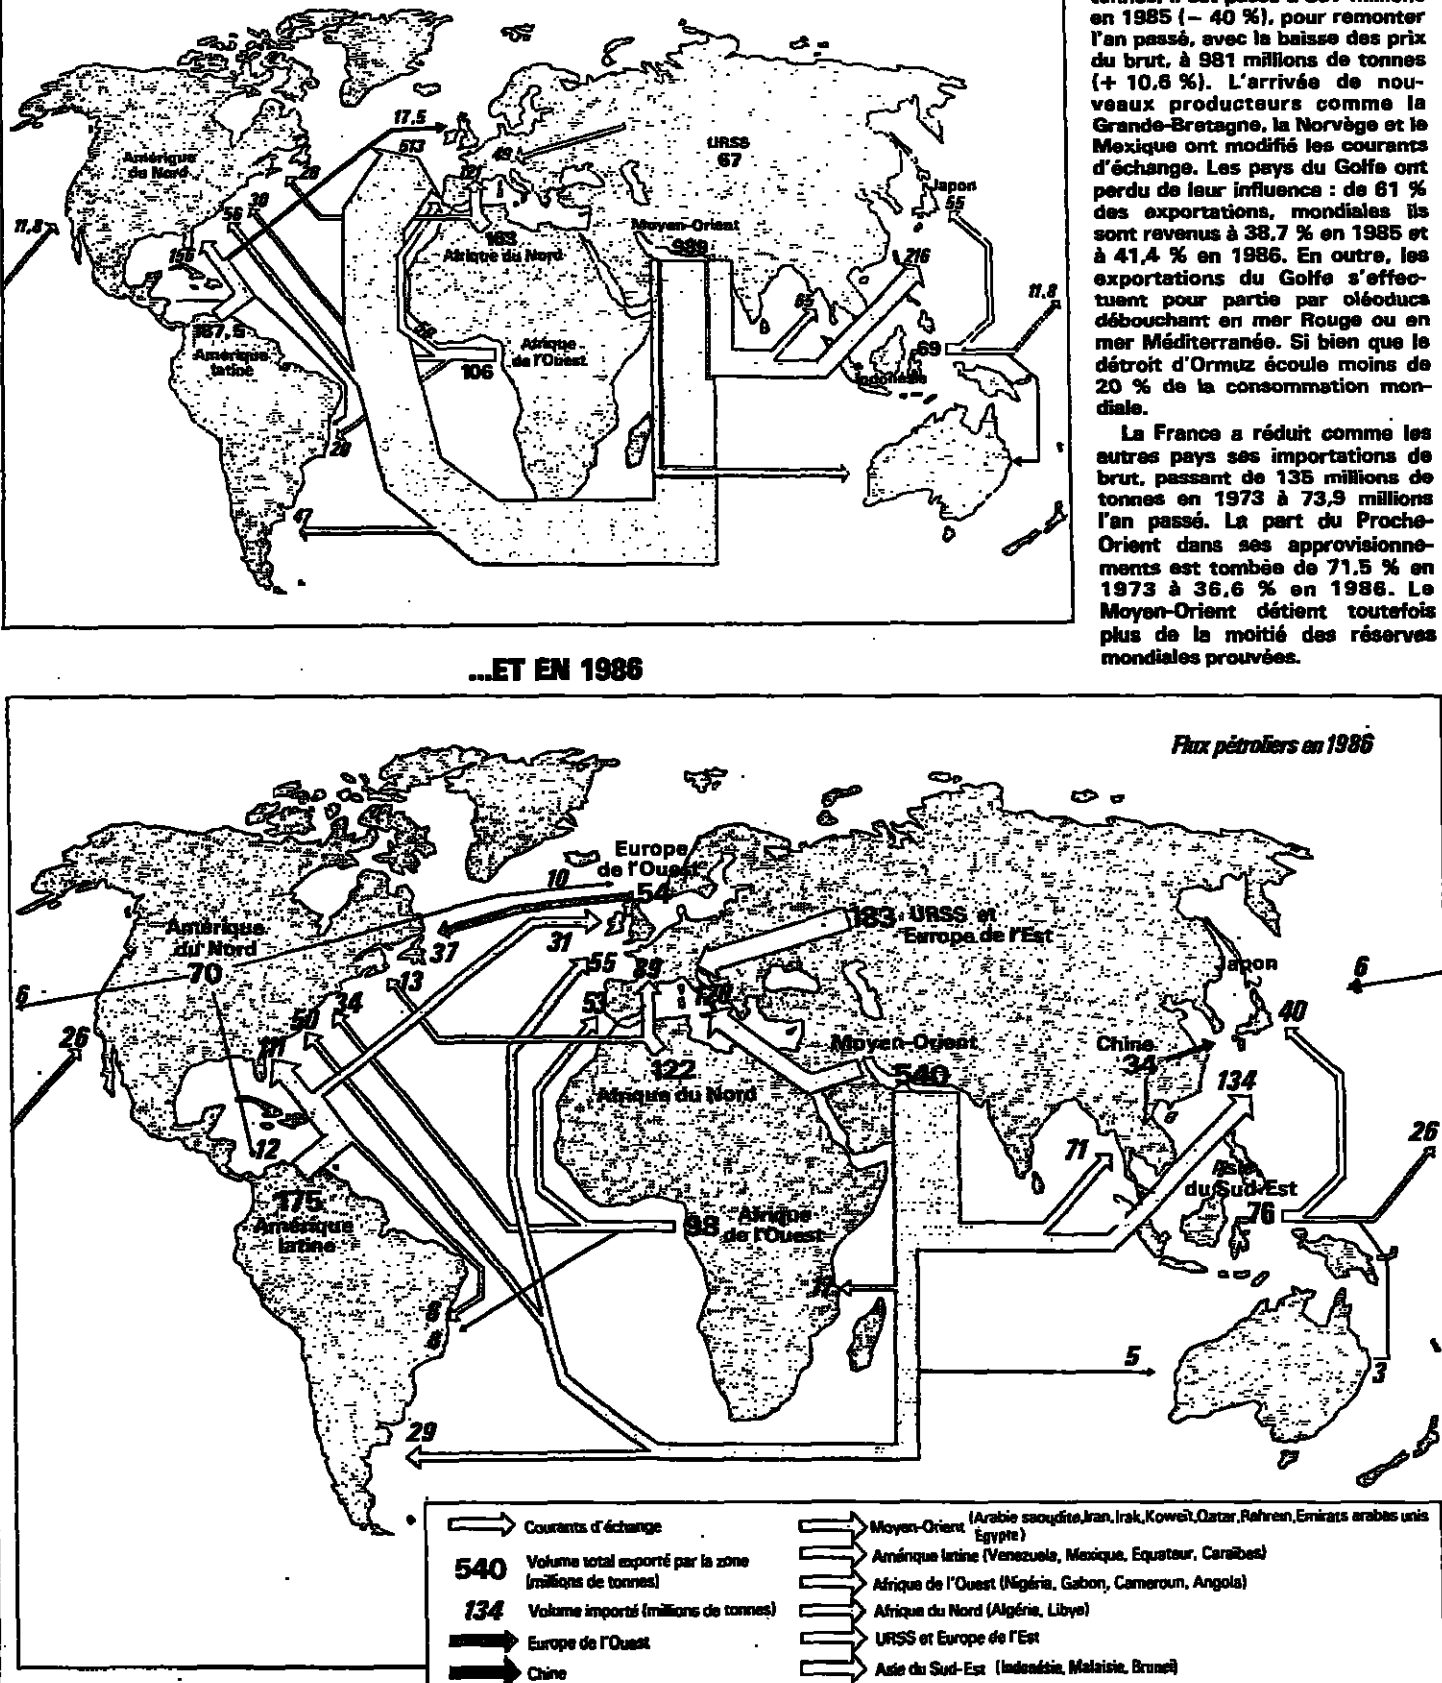 en 1985 (– 40 %), pour remonter
l'an passé, avec la baisse des prix
du brut, à 981 millions de tonnes
(+ 10,6 %). L'arrivée de nou-
veaux producteurs comme la
Grande-Bretagne, la Norvège et le
Mexique ont modifié les courants
d'échange. Les pays du Golfe ont
perdu de leur influence : de 61 %
des exportations, mondiales ils
sont revenus à 38,7 % en 1985 et
à 41,4 % en 1986. En outre, les
exportations du Golfe s'effec-
tuent pour partie par oléoducs
débouchant en mer Rouge ou en
mer Méditerranée. Si bien que le
détroit d'Ormuz écoule moins de
20 % de la consommation mon-
diale.
La France a réduit comme les
autres pays ses importations de
brut, passant de 135 millions de
tonnes en 1973 à 73,9 millions
l'an passé. La part du Proche-
Orient dans ses approvisionne-
ments est tombée de 71,5 % en
1973 à 36,6 % en 1986. Le
Moyen-Orient détient toutefois
plus de la moitié des réserves
mondiales prouvées.
17,5
513
49
121
URSS
67
Amérique
du Nord
28
30
56
156
11,8
Japon
55
Moyen-Orient
989
163
Afrique du Nord
216
65
11,8
187,5
Amérique
latine
Afrique
de l'Ouest
106
69
Indonésie
20
47
...ET EN 1986
Flux pétroliers en 1986
Europe
de l'Ouest
54
10
Amérique
du Nord
70
37
31
55
89
183
URSS et
Europe de l'Est
13
34
50
111
53
128
6
26
Japon
6
40
Moyen-Orient
540
Chine
34
134
122
Afrique du Nord
12
71
26
175
Amérique
latine
98
Afrique
de l'Ouest
Asie
du Sud-Est
76
5
3
29
Courants d'échange
540 Volume total exporté par la zone
(millions de tonnes)
134 Volume importé (millions de tonnes)
Europe de l'Ouest
Chine
Moyen-Orient (Arabie saoudite, Iran, Irak, Koweït, Qatar, Bahrein, Emirats arabes unis
Égypte)
Amérique latine (Venezuela, Mexique, Equateur, Caraïbes)
Afrique de l'Ouest (Nigéria, Gabon, Cameroun, Angola)
Afrique du Nord (Algérie, Libye)
URSS et Europe de l'Est
Asie du Sud-Est (Indonésie, Malaisie, Brunei)